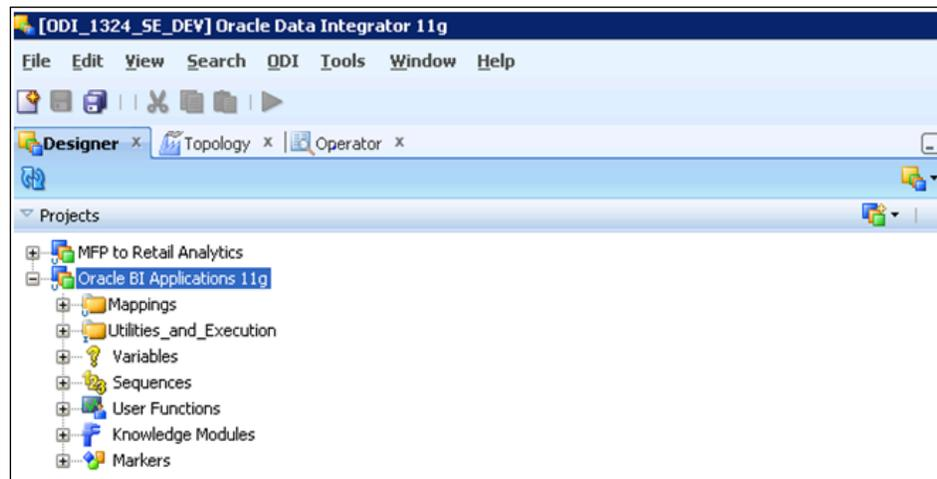 [ODI_1324_SE_DEV] Oracle Data Integrator 11g
File Edit View Search ODI Tools Window Help
Designer x Topology x Operator x
Projects
MFP to Retail Analytics
Oracle BI Applications 11g
Mappings
Utilities_and_Execution
Variables
Sequences
User Functions
Knowledge Modules
Markers